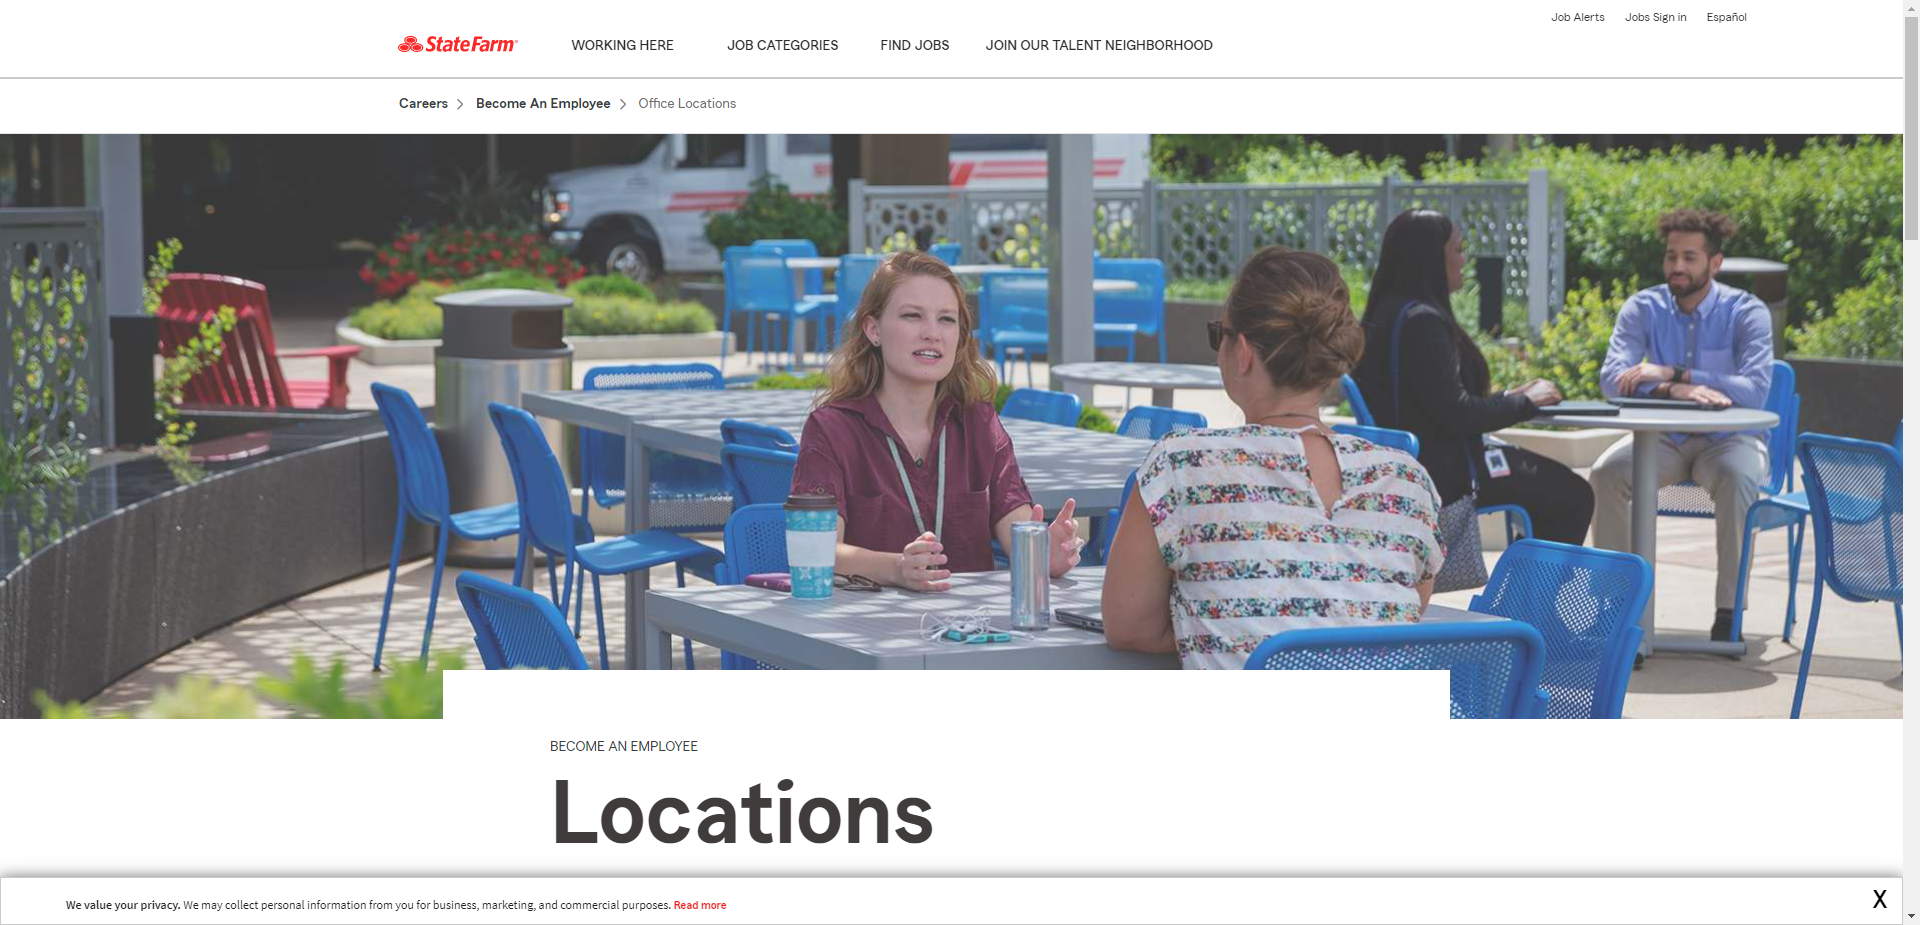 Job Alerts Jobs Sign in Español
StateFarm WORKING HERE JOB CATEGORIES FIND JOBS JOIN OUR TALENT NEIGHBORHOOD
Careers Become An Employee Office Locations
BECOME AN EMPLOYEE
Locations
We value your privacy. We may collect personal information from you for business, marketing, and commercial purposes. Read more X